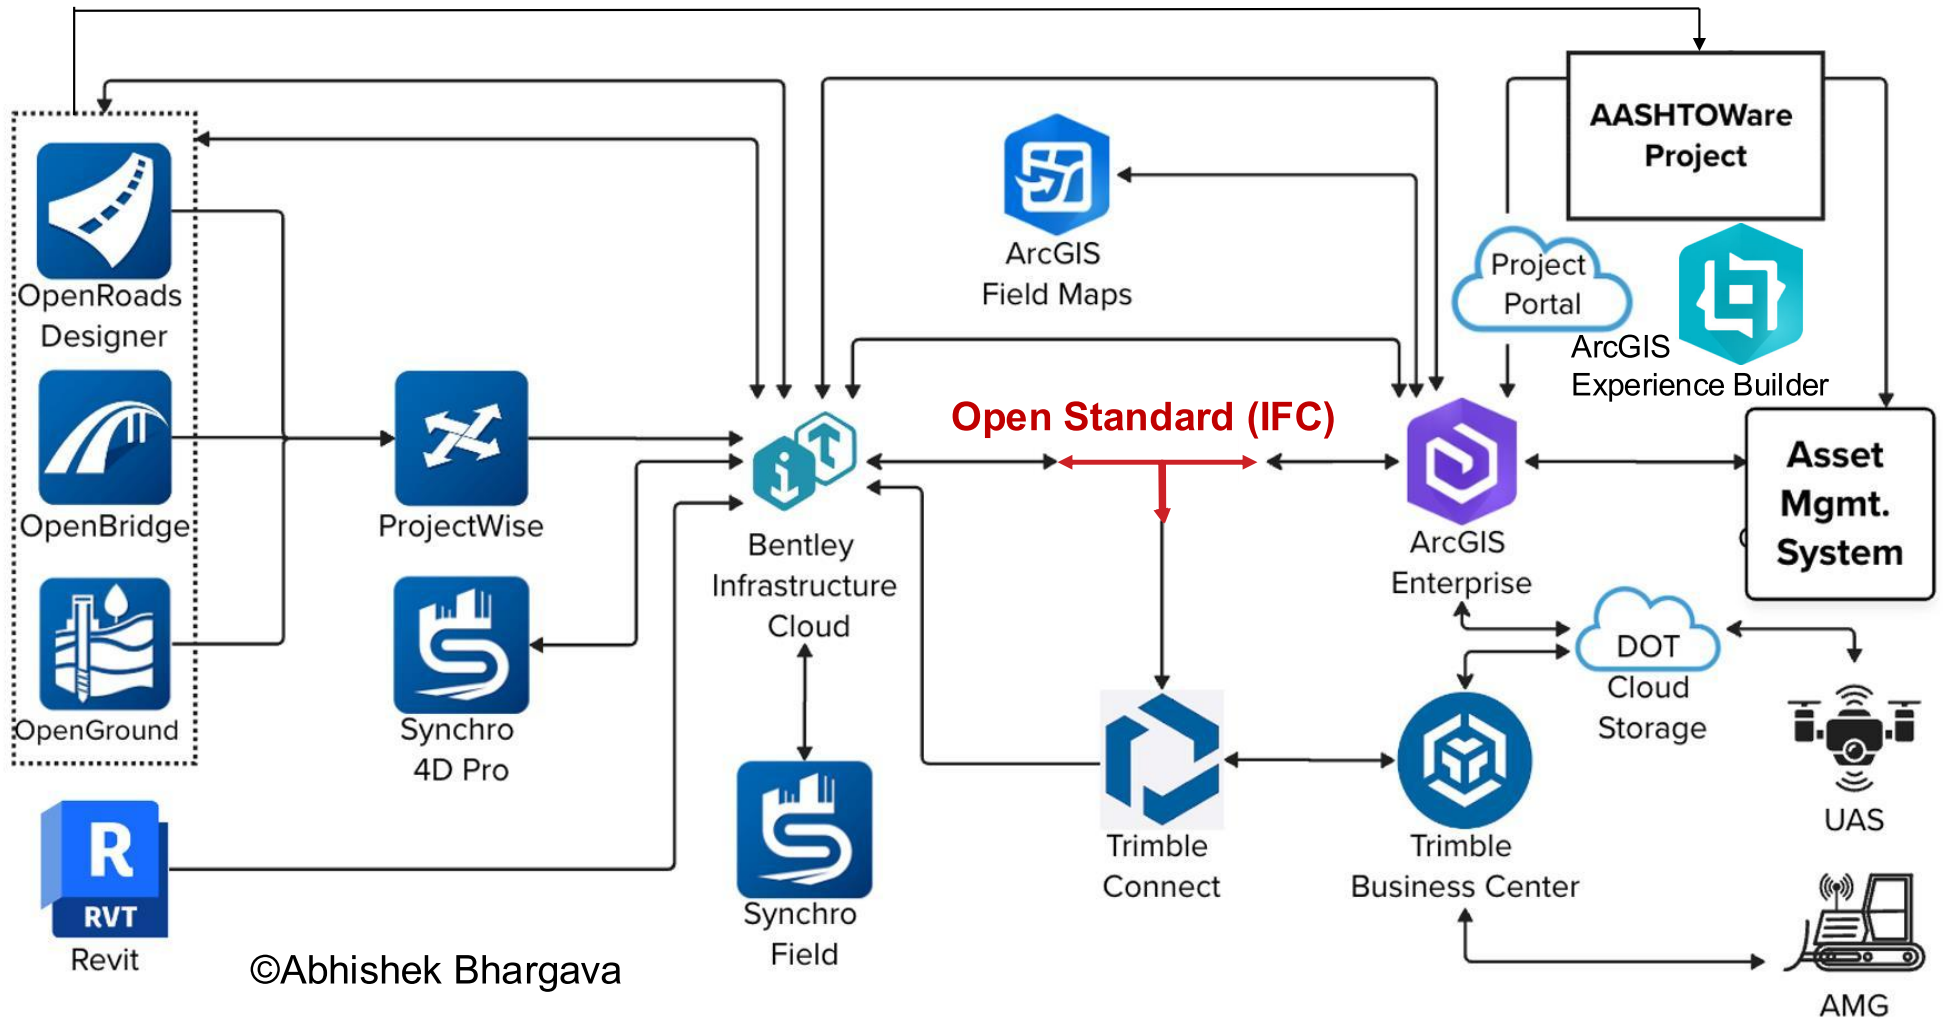 AASHTOWare
Project
OpenRoads
Designer
ArcGIS
Field Maps
Project
Portal
ArcGIS
Experience Builder
OpenBridge
ProjectWise
Open Standard (IFC)
i
T
Bentley
Infrastructure
Cloud
ArcGIS
Enterprise
Asset
Mgmt.
System
OpenGround
Synchro
4D Pro
DOT
Cloud
Storage
UAS
R
RVT
Revit
Synchro
Field
Trimble
Connect
Trimble
Business Center
AMG
©Abhishek Bhargava